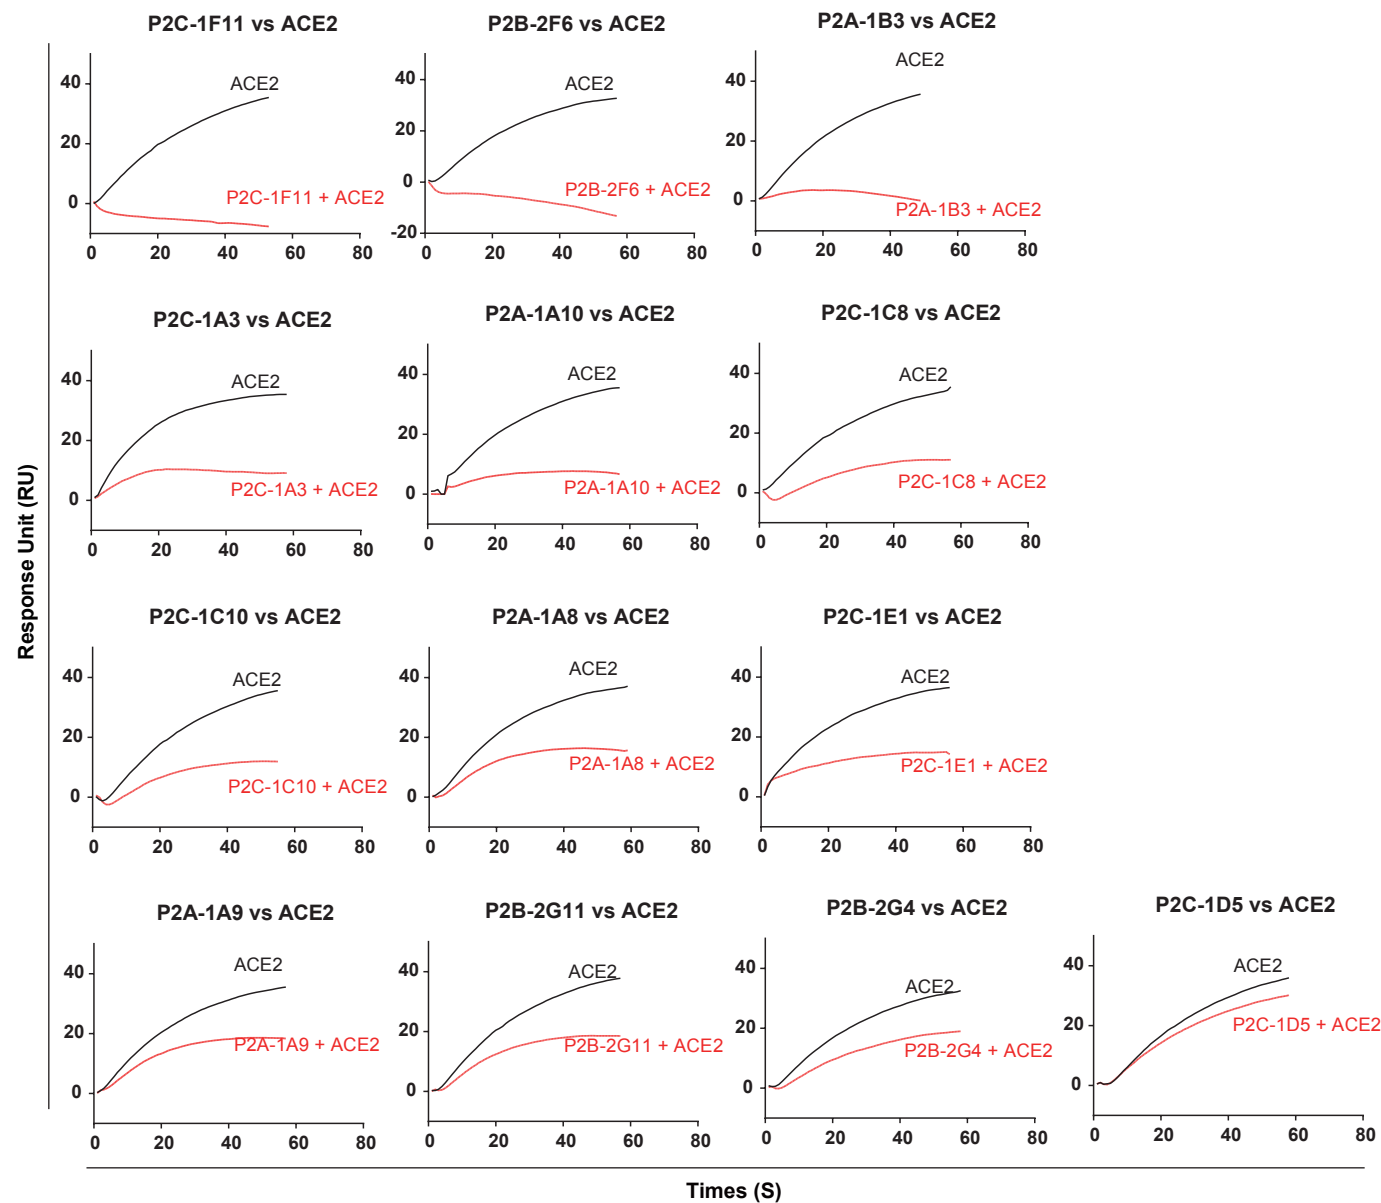 P2C-1F11 vs ACE2
P2B-2F6 vs ACE2
P2A-1B3 vs ACE2
40
20
0
0 20 40 60 80
ACE2
P2C-1F11 + ACE2
40
20
0
-20
0 20 40 60 80
ACE2
P2B-2F6 + ACE2
40
20
0
0 20 40 60 80
ACE2
P2A-1B3 + ACE2
P2C-1A3 vs ACE2
P2A-1A10 vs ACE2
P2C-1C8 vs ACE2
40
20
0
0 20 40 60 80
ACE2
P2C-1A3 + ACE2
40
20
0
0 20 40 60 80
ACE2
P2A-1A10 + ACE2
40
20
0
0 20 40 60 80
ACE2
P2C-1C8 + ACE2
Response Unit (RU)
P2C-1C10 vs ACE2
P2A-1A8 vs ACE2
P2C-1E1 vs ACE2
40
20
0
0 20 40 60 80
ACE2
P2C-1C10 + ACE2
40
20
0
0 20 40 60 80
ACE2
P2A-1A8 + ACE2
40
20
0
0 20 40 60 80
ACE2
P2C-1E1 + ACE2
P2A-1A9 vs ACE2
P2B-2G11 vs ACE2
P2B-2G4 vs ACE2
P2C-1D5 vs ACE2
40
20
0
0 20 40 60 80
ACE2
P2A-1A9 + ACE2
40
20
0
0 20 40 60 80
ACE2
P2B-2G11 + ACE2
40
20
0
0 20 40 60 80
ACE2
P2B-2G4 + ACE2
40
20
0
0 20 40 60 80
ACE2
P2C-1D5 + ACE2
Times (S)